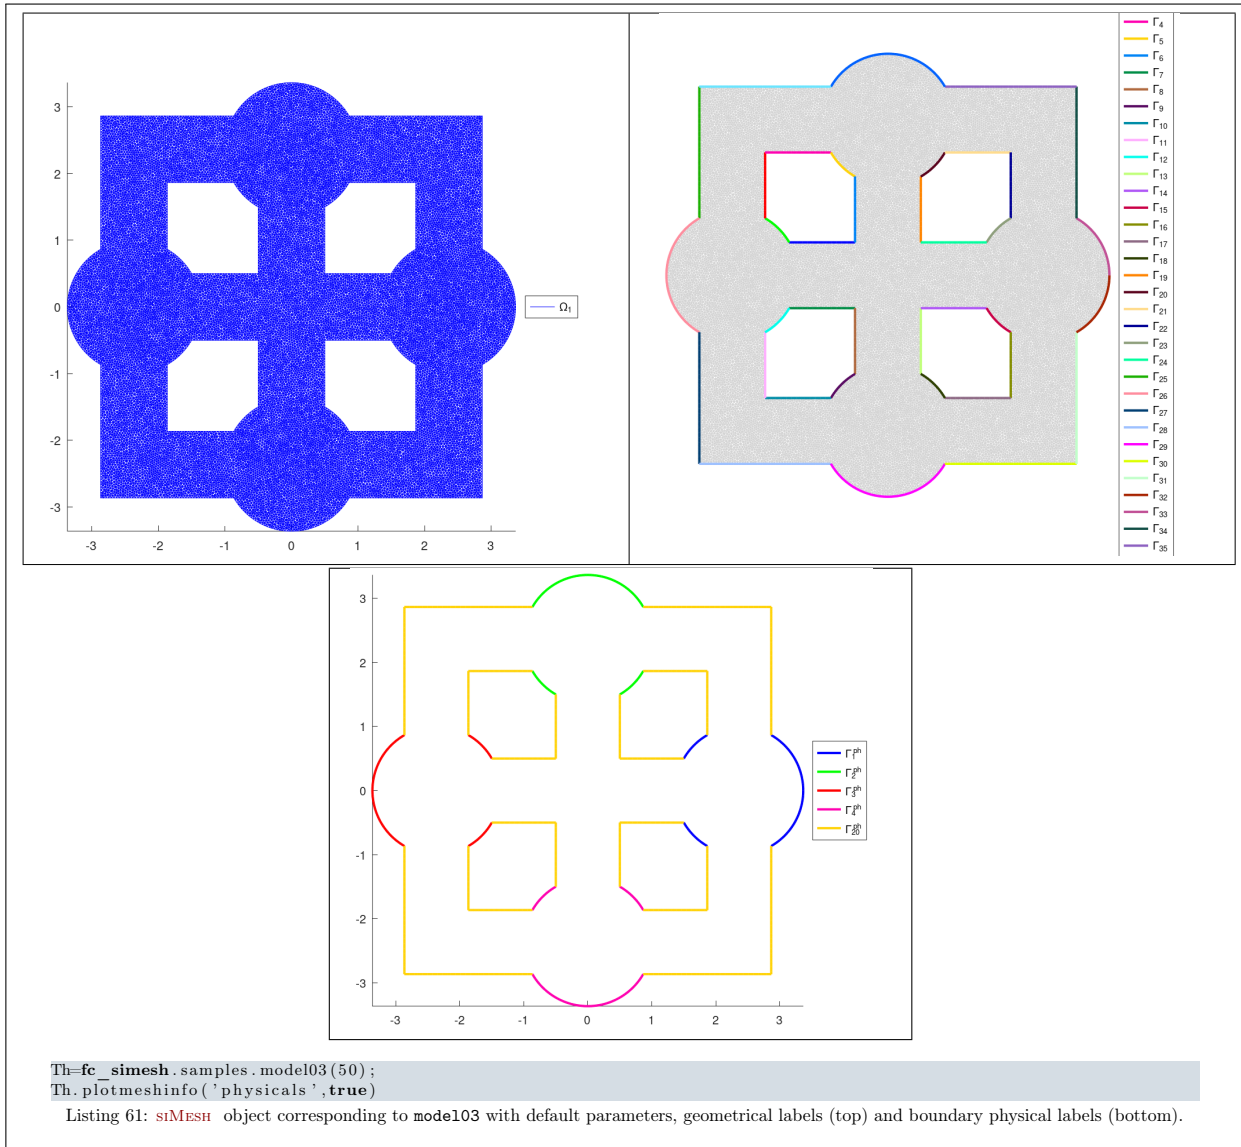 3
2
1
0
-1
-2
-3
-3 -2 -1 0 1 2 3
Ω₁
Γ₄
Γ₅
Γ₆
Γ₇
Γ₈
Γ₉
Γ₁₀
Γ₁₁
Γ₁₂
Γ₁₃
Γ₁₄
Γ₁₅
Γ₁₆
Γ₁₇
Γ₁₈
Γ₁₉
Γ₂₀
Γ₂₁
Γ₂₂
Γ₂₃
Γ₂₄
Γ₂₅
Γ₂₆
Γ₂₇
Γ₂₈
Γ₂₉
Γ₃₀
Γ₃₁
Γ₃₂
Γ₃₃
Γ₃₄
Γ₃₅
3
2
1
0
-1
-2
-3
-3 -2 -1 0 1 2 3
Γ₁ᵖʰ
Γ₂ᵖʰ
Γ₃ᵖʰ
Γ₄ᵖʰ
Γ₂₀ᵖʰ
Th=fc_simesh.samples.model03(50);
Th.plotmeshinfo('physicals',true)
Listing 61: siMesh object corresponding to model03 with default parameters, geometrical labels (top) and boundary physical labels (bottom).